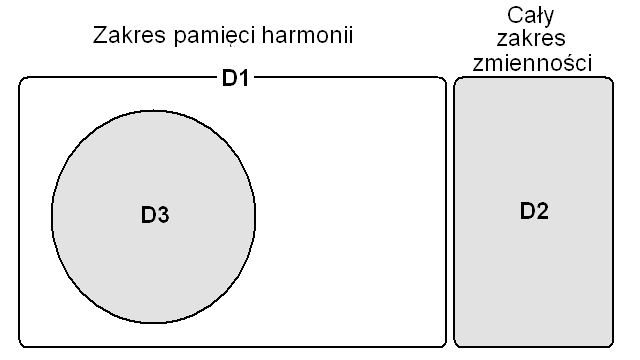 Zakres pamięci harmonii
Cały
zakres
zmienności
D1
D3
D2